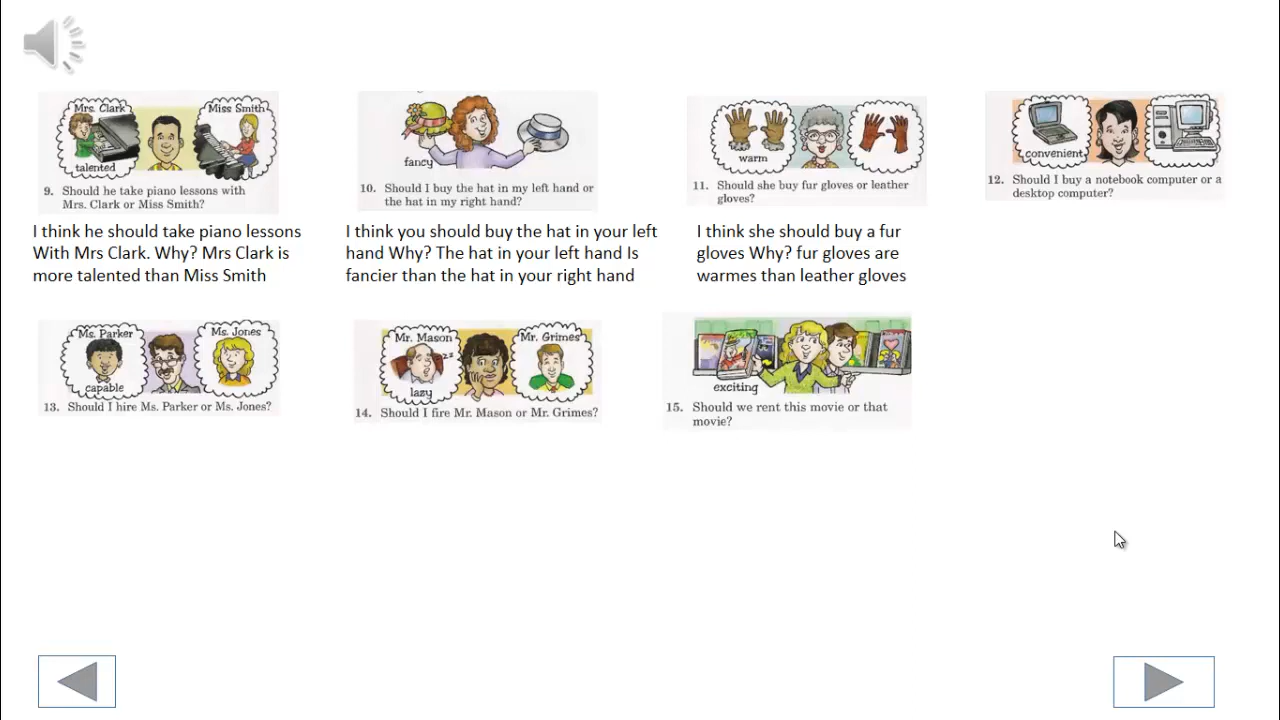 Mrs. Clark
Miss Smith
talented
9. Should he take piano lessons with
Mrs. Clark or Miss Smith?
I think he should take piano lessons
With Mrs Clark. Why? Mrs Clark is
more talented than Miss Smith
fancy
10. Should I buy the hat in my left hand or
the hat in my right hand?
I think you should buy the hat in your left
hand Why? The hat in your left hand Is
fancier than the hat in your right hand
warm
11. Should she buy fur gloves or leather
gloves?
I think she should buy a fur
gloves Why? fur gloves are
warmes than leather gloves
convenient
12. Should I buy a notebook computer or a
desktop computer?
Ms. Parker
Ms. Jones
capable
13. Should I hire Ms. Parker or Ms. Jones?
Mr. Mason
zz
Mr. Grimes
lazy
14. Should I fire Mr. Mason or Mr. Grimes?
exciting
15. Should we rent this movie or that
movie?